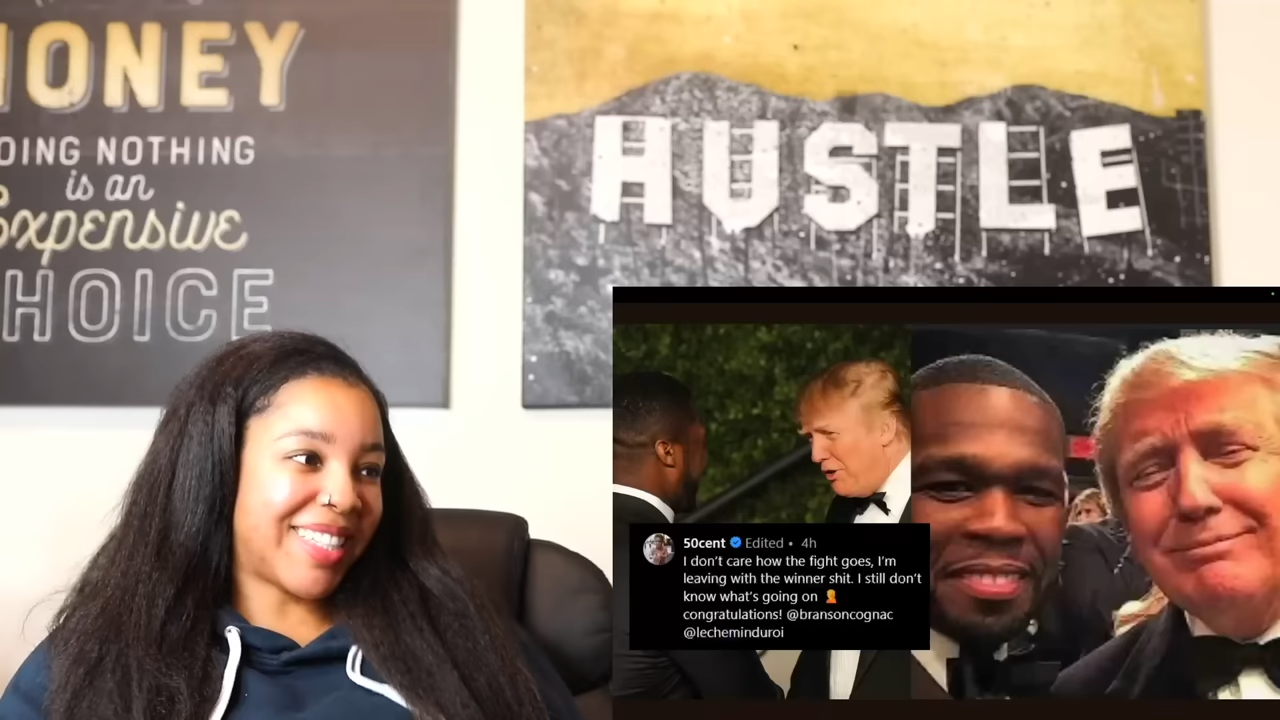 MONEY
DOING NOTHING
is an
Expensive
CHOICE
HUSTLE
50cent Edited • 4h
I don't care how the fight goes, I'm
leaving with the winner shit. I still don't
know what's going on 🤦
congratulations! @bransoncognac
@lecheminduroi